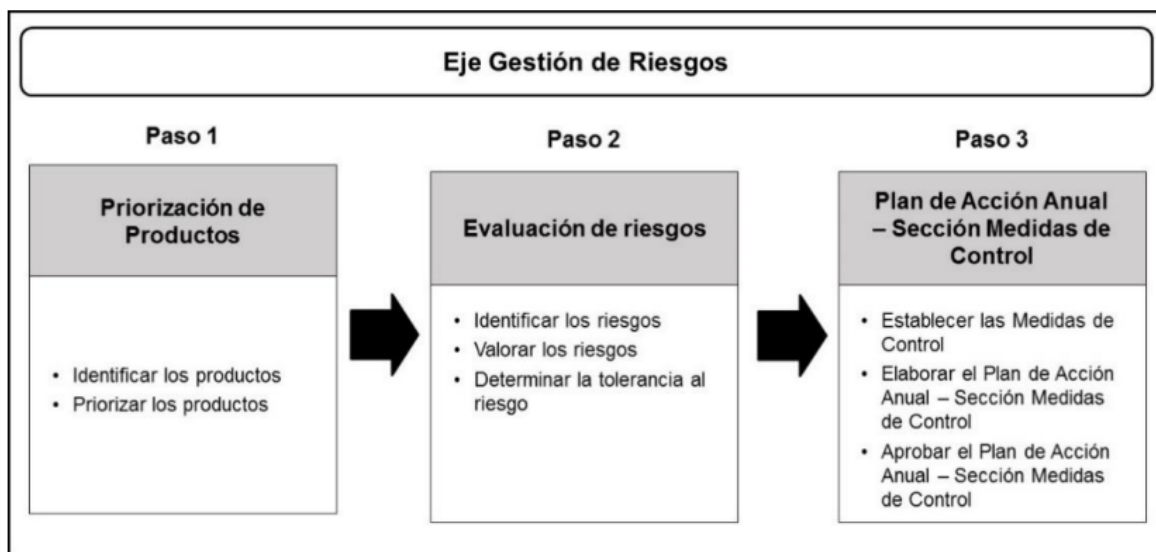 Eje Gestión de Riesgos
Paso 1
Priorización de
Productos
• Identificar los productos
• Priorizar los productos
Paso 2
Evaluación de riesgos
• Identificar los riesgos
• Valorar los riesgos
• Determinar la tolerancia al
riesgo
Paso 3
Plan de Acción Anual
– Sección Medidas de
Control
• Establecer las Medidas de
Control
• Elaborar el Plan de Acción
Anual – Sección Medidas
de Control
• Aprobar el Plan de Acción
Anual – Sección Medidas
de Control